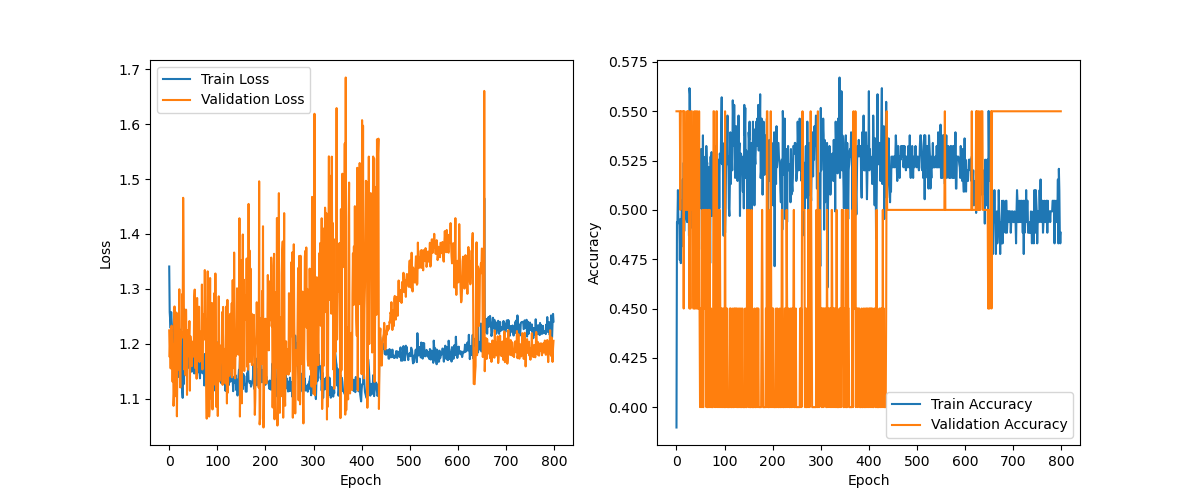 1.7
1.6
1.5
1.4
1.3
1.2
1.1
Loss
0 100 200 300 400 500 600 700 800
Epoch
Train Loss
Validation Loss
0.575
0.550
0.525
0.500
0.475
0.450
0.425
0.400
Accuracy
0 100 200 300 400 500 600 700 800
Epoch
Train Accuracy
Validation Accuracy